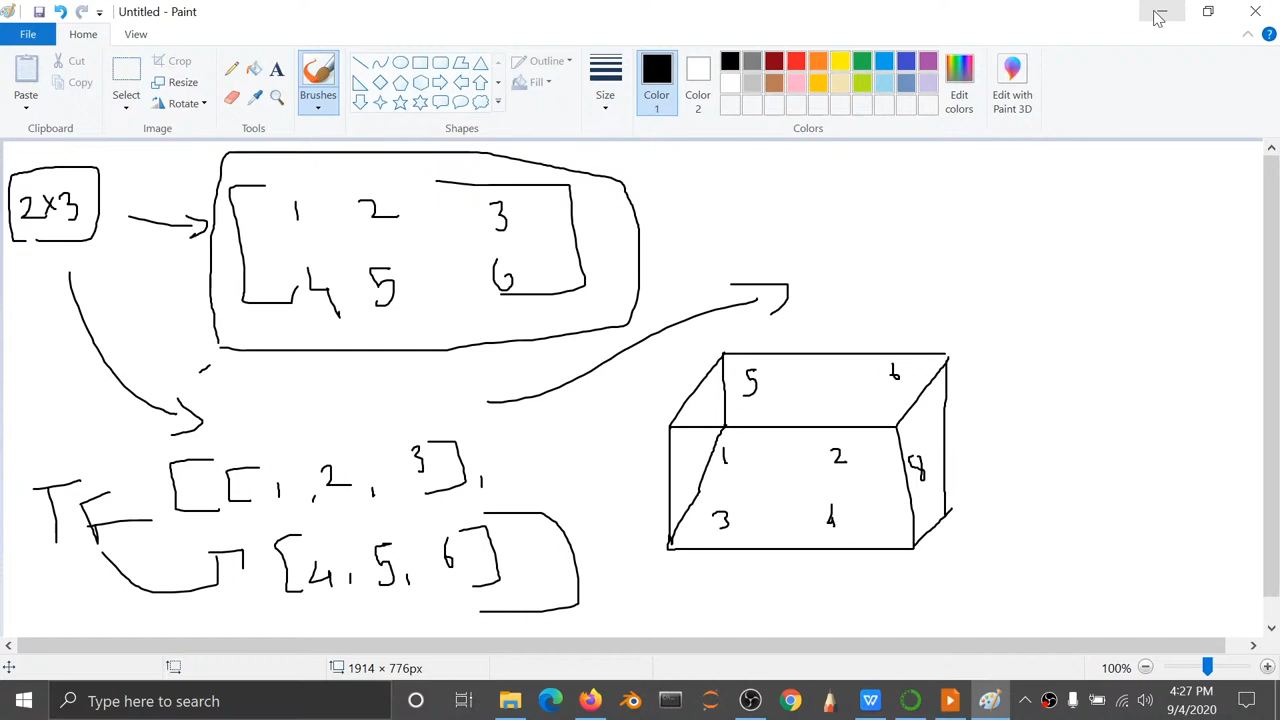 Untitled - Paint
File Home View
Paste
Cut
Copy
Clipboard
Select
Crop
Resize
Rotate
Image
A
Tools
Brushes
Shapes
Outline
Fill
Size
Color 1
Color 2
Edit colors
Colors
Edit with Paint 3D
2x3
1 2 3
4 5 6
5 6
1 2 8
3 4
TF
[[1,2,3],
[4,5,6]]
1914 × 776px
100%
Type here to search
4:27 PM
9/4/2020